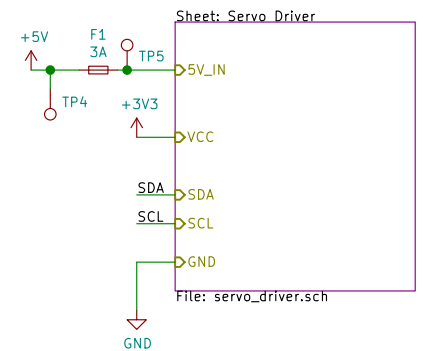 Sheet: Servo Driver
+5V
F1
3A
TP5
5V_IN
TP4
+3V3
VCC
SDA
SDA
SCL
SCL
GND
File: servo_driver.sch
GND